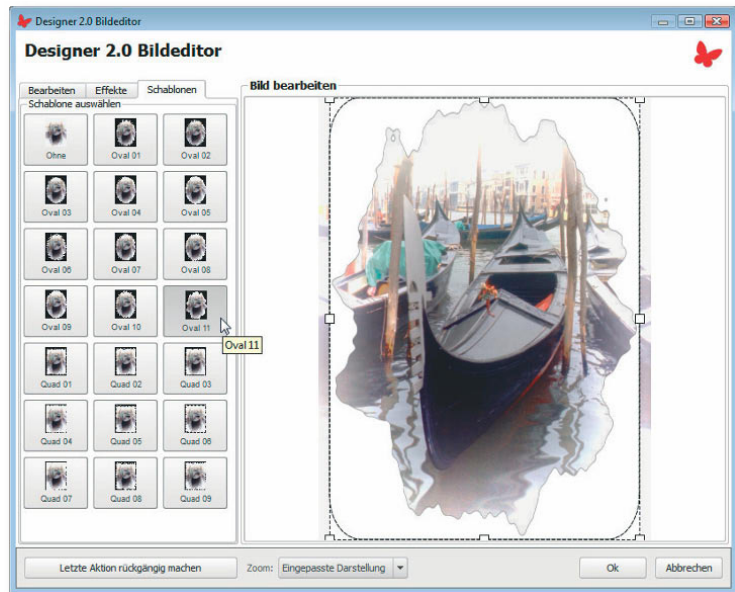 Designer 2.0 Bildeditor
Designer 2.0 Bildeditor
Bearbeiten Effekte Schablonen
Schablone auswählen
Ohne Oval 01 Oval 02
Oval 03 Oval 04 Oval 05
Oval 06 Oval 07 Oval 08
Oval 09 Oval 10 Oval 11
Oval 11
Quad 01 Quad 02 Quad 03
Quad 04 Quad 05 Quad 06
Quad 07 Quad 08 Quad 09
Bild bearbeiten
Letzte Aktion rückgängig machen Zoom: Eingepasste Darstellung Ok Abbrechen